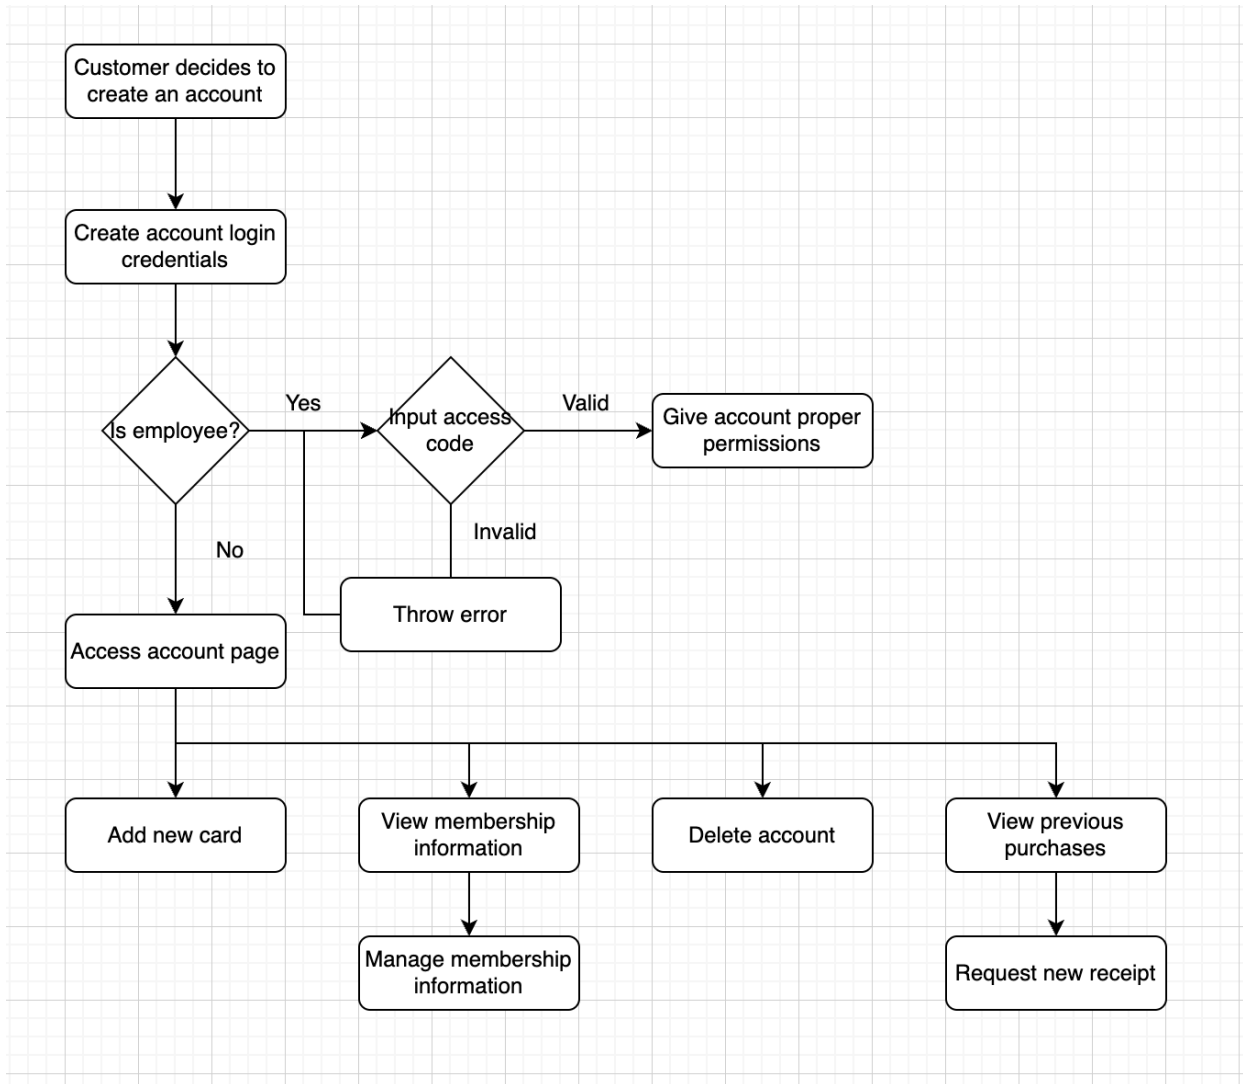 Customer decides to
create an account
Create account login
credentials
Is employee?
Yes
Input access
code
Valid
Give account proper
permissions
Invalid
No
Throw error
Access account page
Add new card
View membership
information
Delete account
View previous
purchases
Manage membership
information
Request new receipt